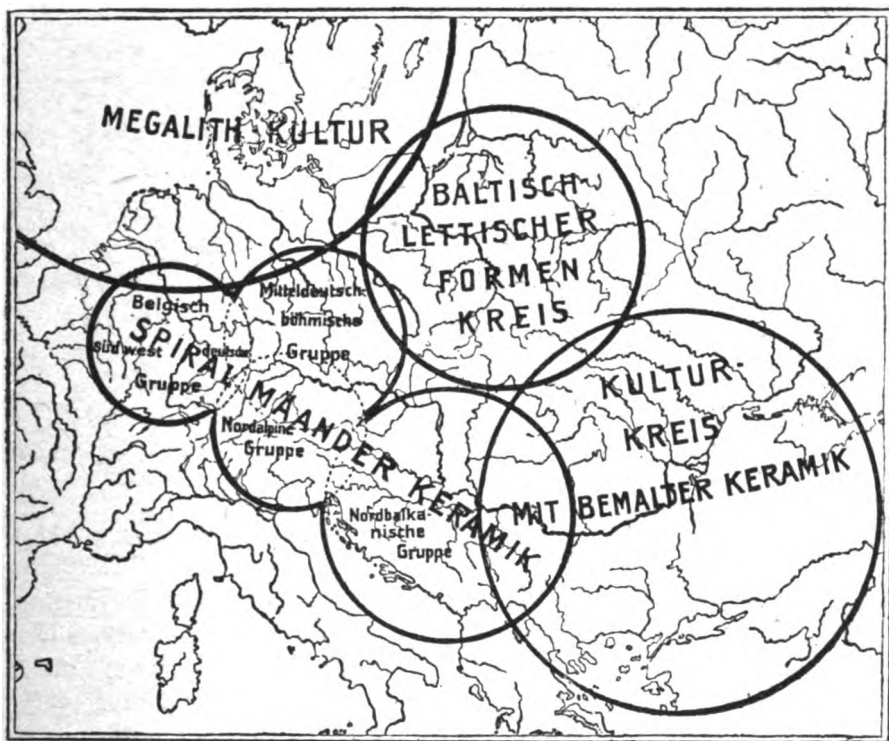 MEGALITH KULTUR
BALTISCH-
LETTISCHER
FORMEN
KREIS
Belgisch
südwest deutsche
Gruppe
Mitteldeutsch-
böhmische
Gruppe
SPIRAL MÄANDER KERAMIK
Nordalpine
Gruppe
Nordbalka
nische
Gruppe
KULTUR-
KREIS
MIT BEMALTER KERAMIK